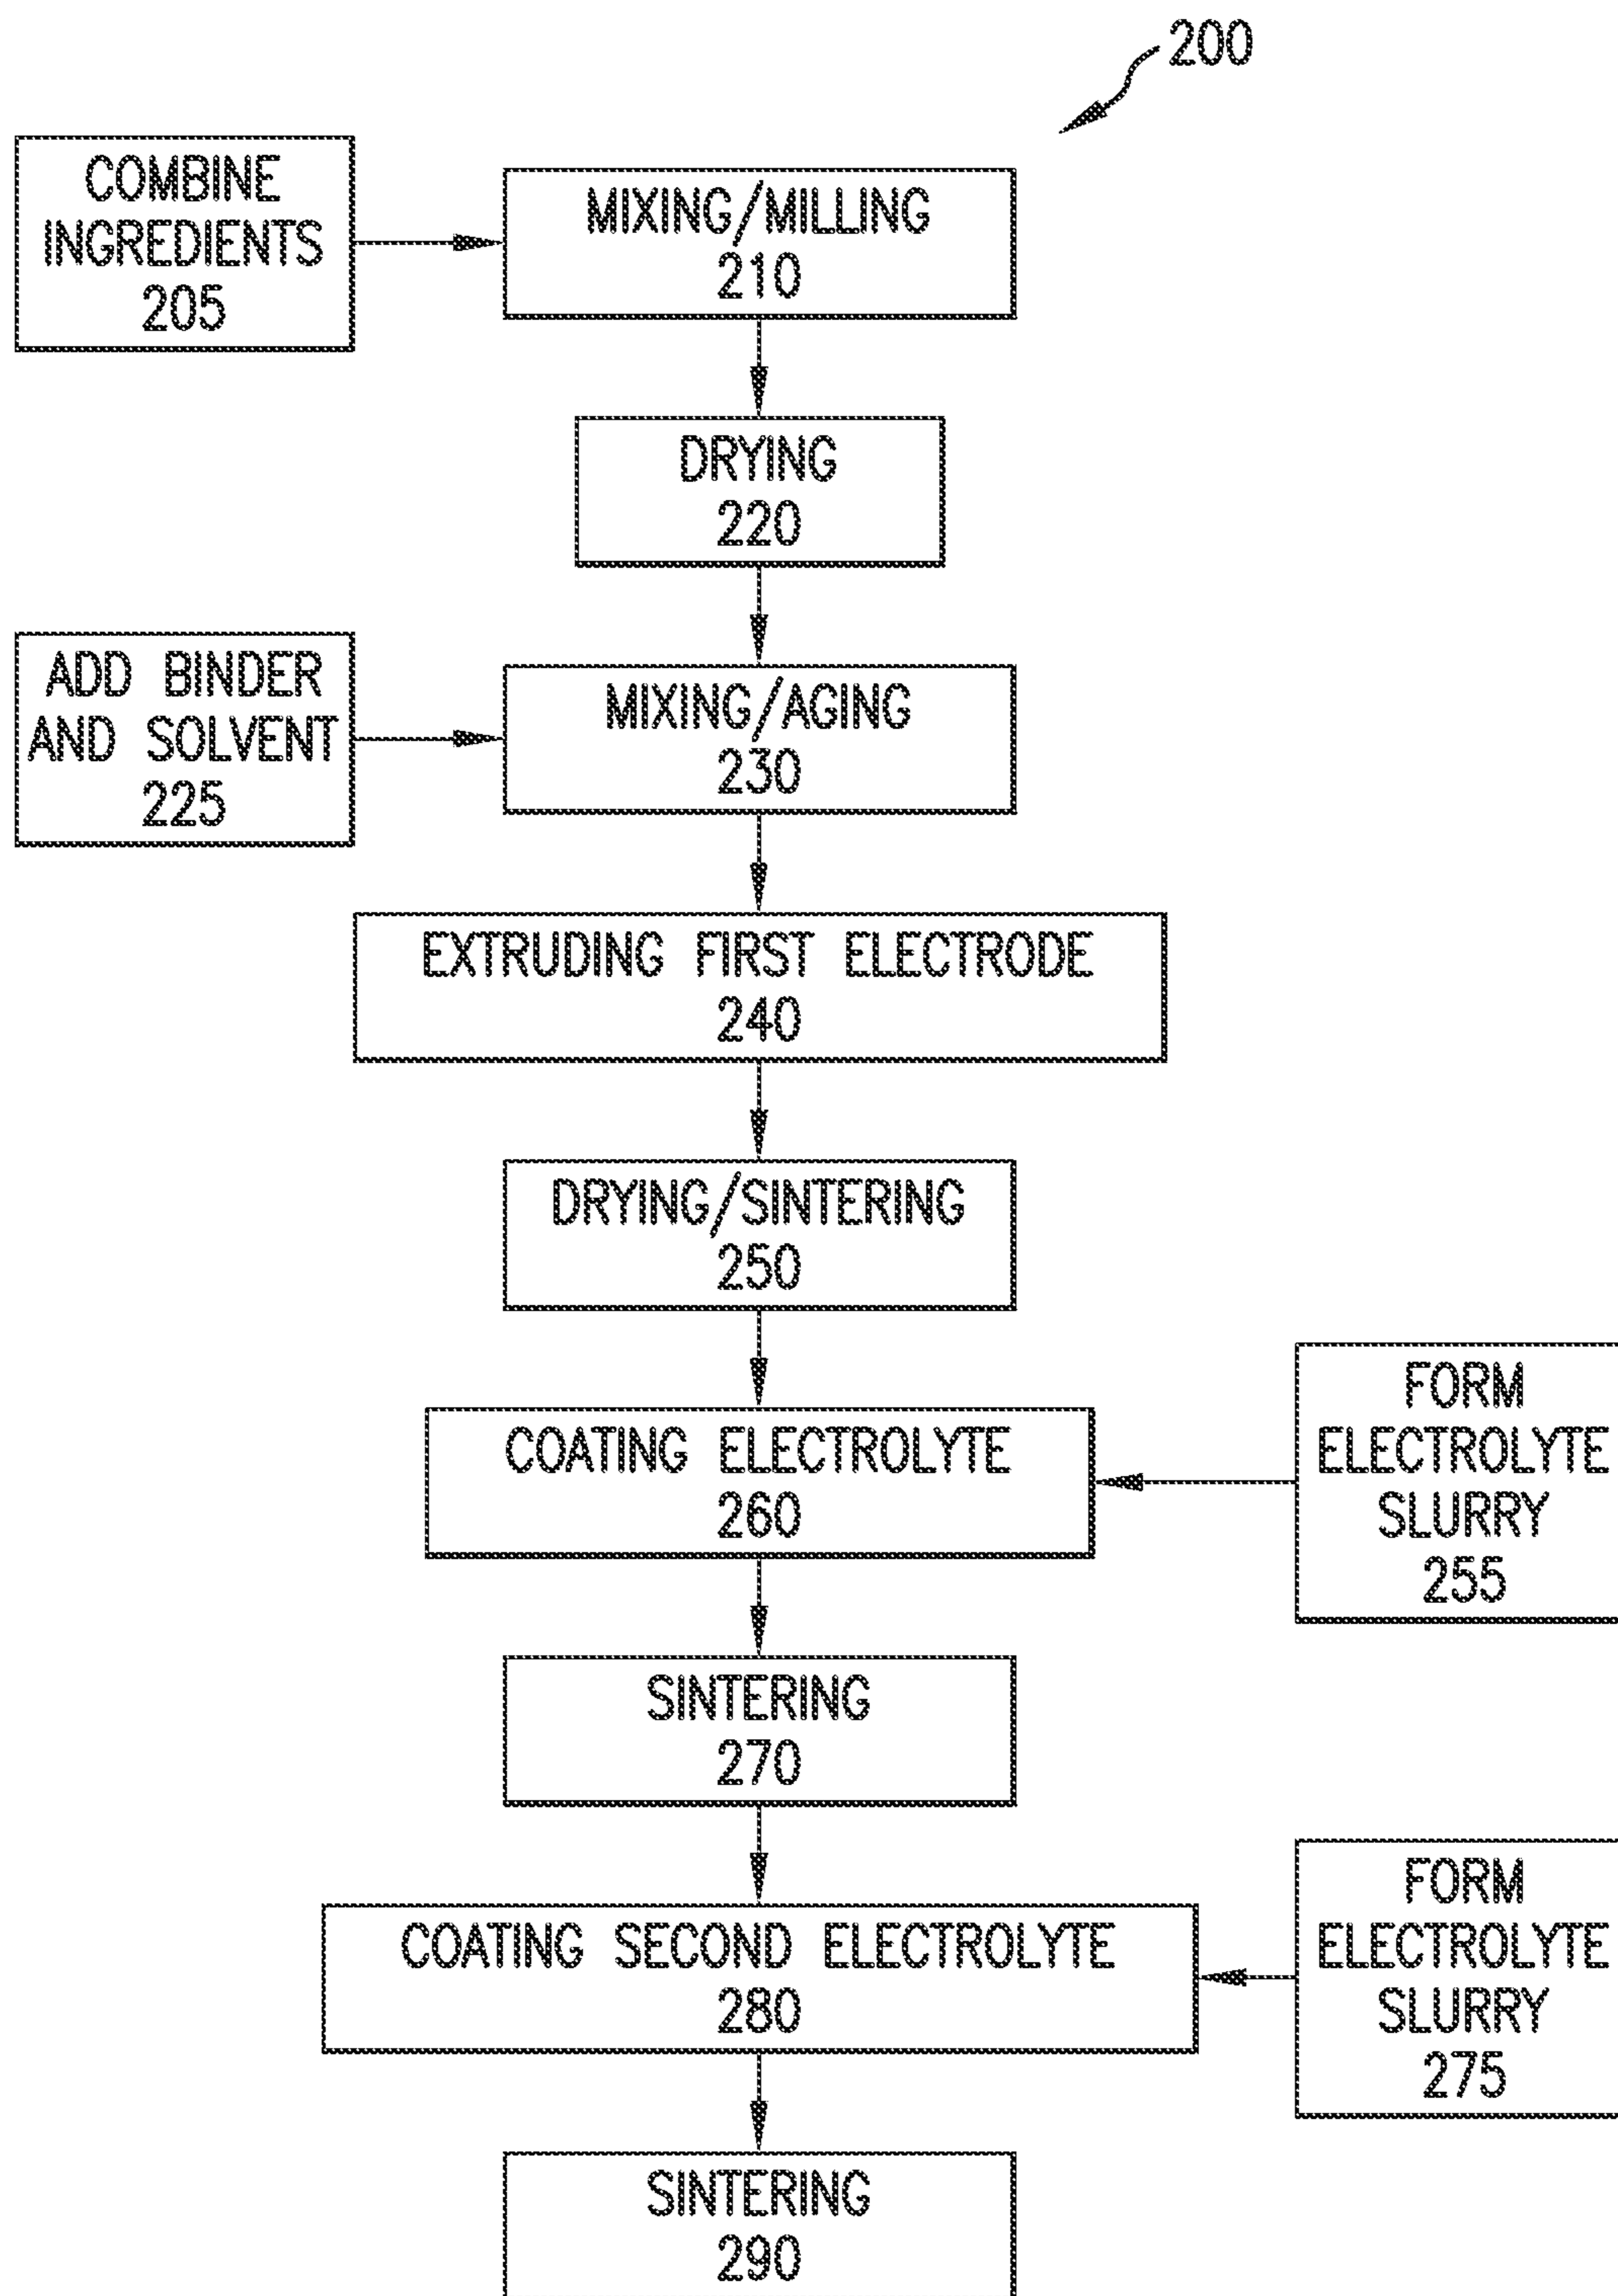 200
COMBINE
INGREDIENTS
205
MIXING/MILLING
210
DRYING
220
ADD BINDER
AND SOLVENT
225
MIXING/AGING
230
EXTRUDING FIRST ELECTRODE
240
DRYING/SINTERING
250
COATING ELECTROLYTE
260
FORM
ELECTROLYTE
SLURRY
255
SINTERING
270
COATING SECOND ELECTROLYTE
280
FORM
ELECTROLYTE
SLURRY
275
SINTERING
290